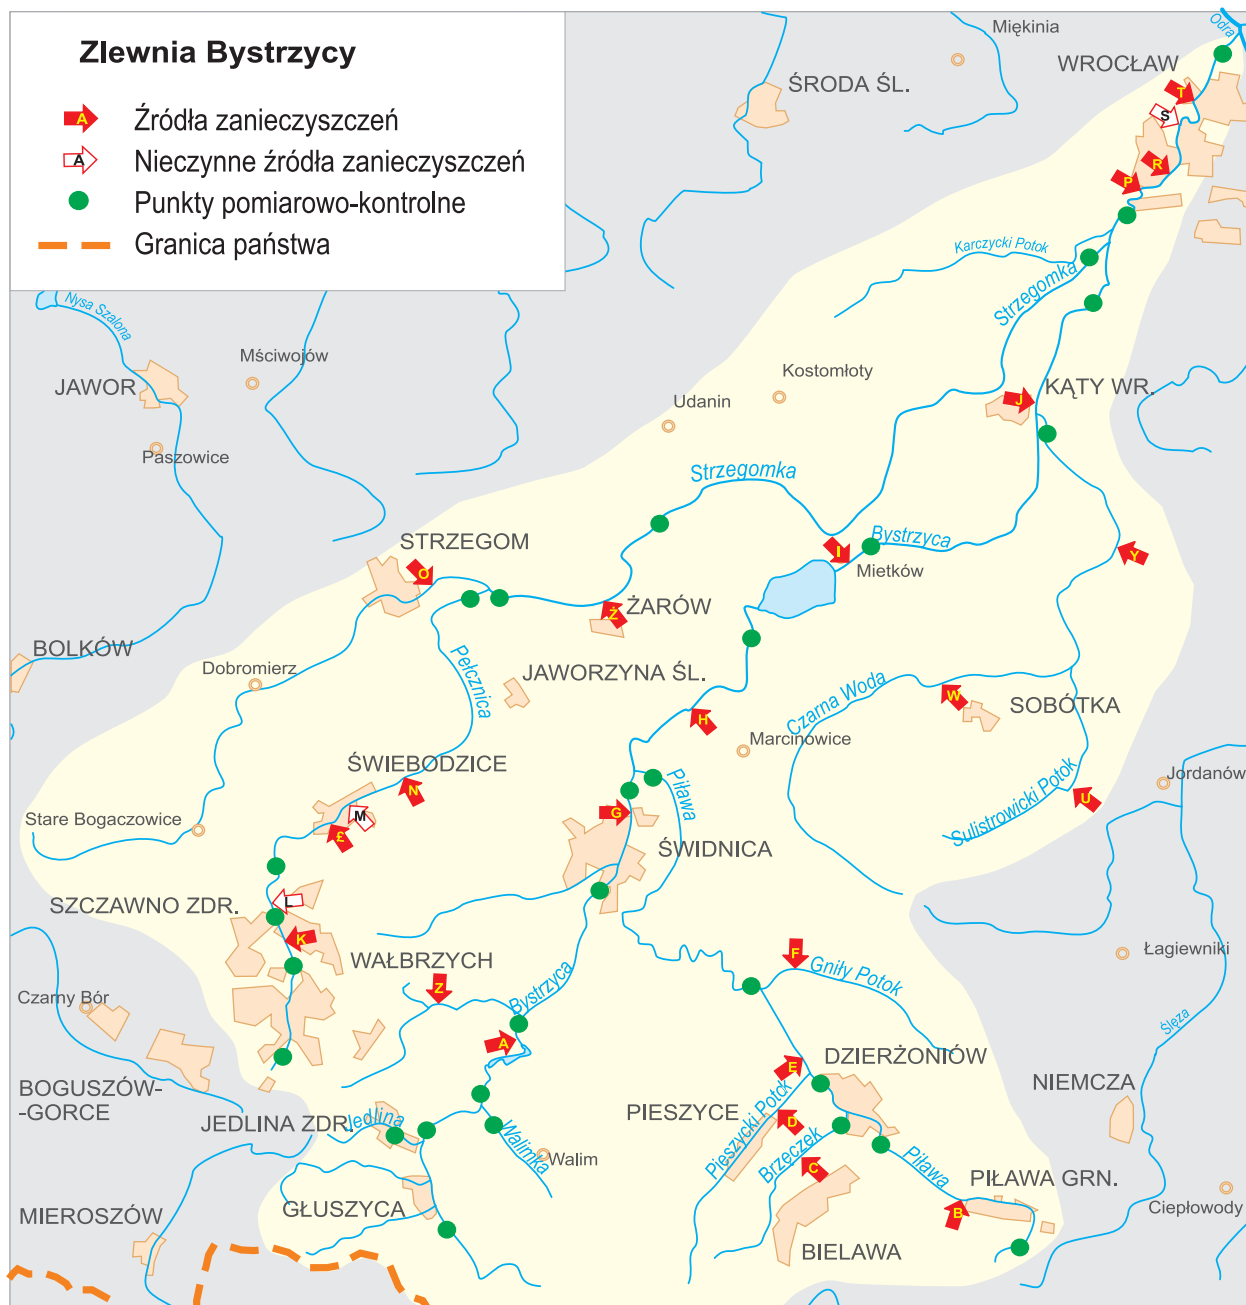 Zlewnia Bystrzycy
A Źródła zanieczyszczeń
A Nieczynne źródła zanieczyszczeń
Punkty pomiarowo-kontrolne
Granica państwa
Miękinia
Odra
WROCŁAW
ŚRODA ŚL.
T
S
R
P
Karczycki Potok
Strzegomka
Nysa Szalona
Mściwojów
JAWOR
Kostomłoty
KĄTY WR.
J
Udanin
Paszowice
Strzegomka
Bystrzyca
STRZEGOM
I
Mietków
Y
O
Ż
ŻARÓW
BOLKÓW
Dobromierz
Pełcznica
JAWORZYNA ŚL.
Czarna Woda
W
SOBÓTKA
H
Marcinowice
ŚWIEBODZICE
Piława
Jordanów
N
U
M
G
Stare Bogaczowice
Ł
Sulistrowicki Potok
ŚWIDNICA
L
SZCZAWNO ZDR.
K
WAŁBRZYCH
F
Gniły Potok
Łagiewniki
Z
Bystrzyca
Czarny Bór
Ślęza
A
DZIERŻONIÓW
E
BOGUSZÓW-
-GORCE
NIEMCZA
PIESZYCE
JEDLINA ZDR.
Jedlina
D
Pieszycki Potok
Brzęczek
Walimka
Walim
C
Piława
PIŁAWA GRN.
GŁUSZYCA
B
Ciepłowody
MIEROSZÓW
BIELAWA